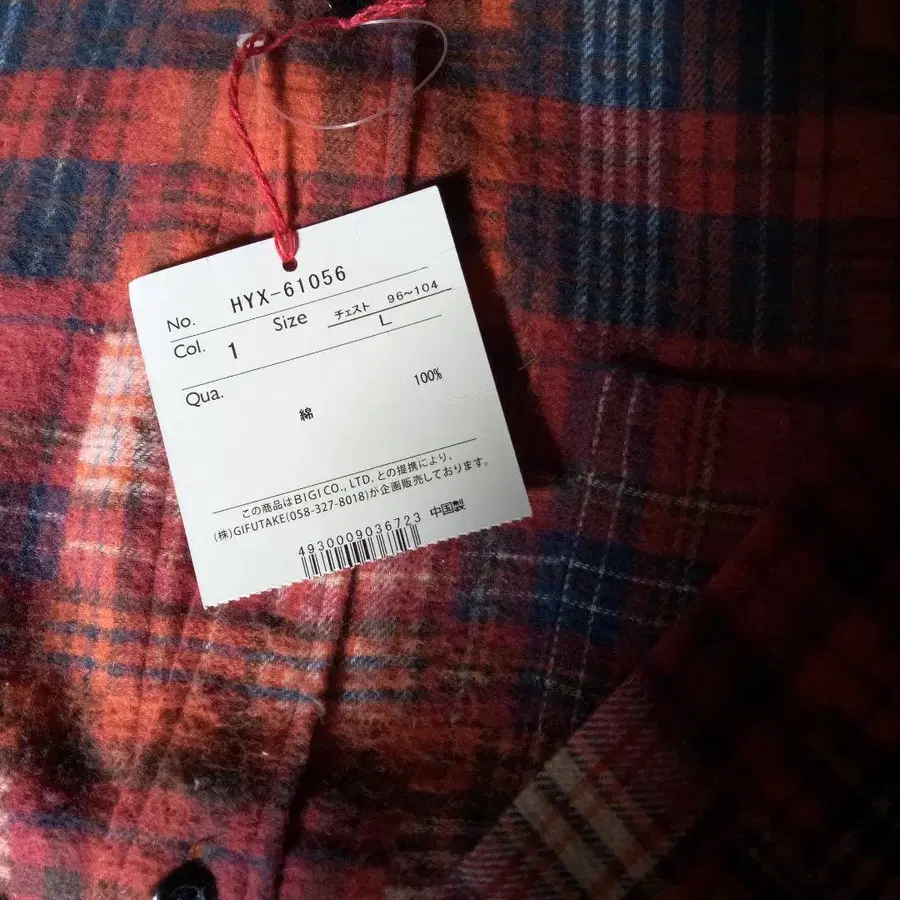 No. HYX-61056
Col. 1 Size チェスト 96~104
L
Qua. 100%
綿
この商品はBIGI CO., LTD. との提携により、
(株)GIFUTAKE(058-327-8018)が企画販売しております。
4930009036723 中国製